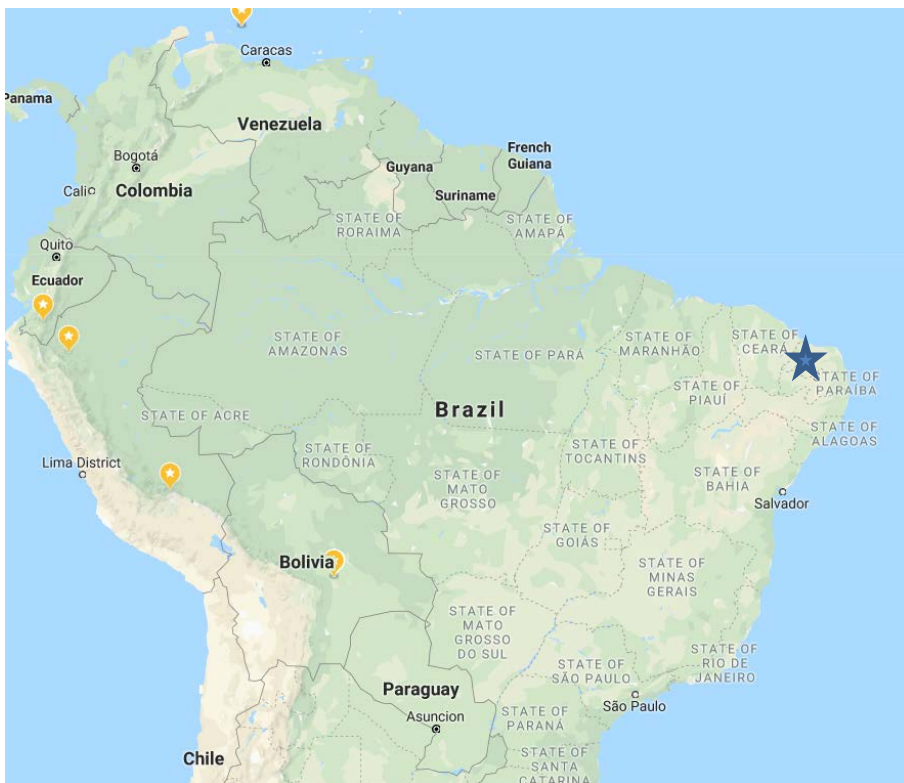 Caracas
Panama
Venezuela
Bogotá
French
Guiana
Guyana
Cali
Colombia
Suriname
STATE OF
RORAIMA
STATE OF
AMAPÁ
Quito
Ecuador
STATE OF
AMAZONAS
STATE OF PARÁ
STATE OF
MARANHÃO
STATE OF
CEARÁ
STATE OF
PARAÍBA
STATE OF
PIAUÍ
STATE OF ACRE
Brazil
STATE OF
ALAGOAS
Lima District
STATE OF
RONDÔNIA
STATE OF
TOCANTINS
STATE OF
MATO
GROSSO
STATE OF
BAHIA
Salvador
STATE OF
GOIÁS
Bolivia
STATE OF
MINAS
GERAIS
STATE OF
MATO
GROSSO
DO SUL
STATE OF
SÃO PAULO
STATE OF
RIO DE
JANEIRO
Paraguay
São Paulo
Asuncion
STATE OF
PARANÁ
Chile
STATE OF
SANTA
CATARINA